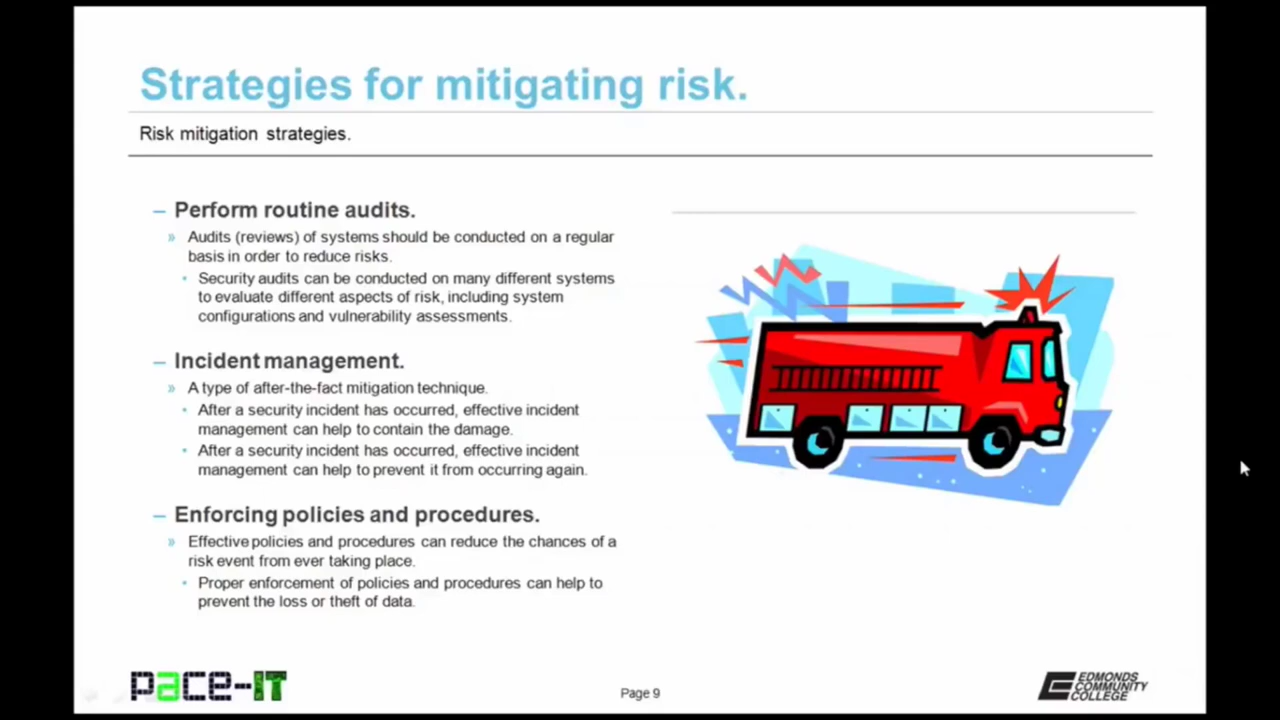 Strategies for mitigating risk.
Risk mitigation strategies.
– Perform routine audits.
» Audits (reviews) of systems should be conducted on a regular
basis in order to reduce risks.
• Security audits can be conducted on many different systems
to evaluate different aspects of risk, including system
configurations and vulnerability assessments.
– Incident management.
» A type of after-the-fact mitigation technique.
• After a security incident has occurred, effective incident
management can help to contain the damage.
• After a security incident has occurred, effective incident
management can help to prevent it from occurring again.
– Enforcing policies and procedures.
» Effective policies and procedures can reduce the chances of a
risk event from ever taking place.
• Proper enforcement of policies and procedures can help to
prevent the loss or theft of data.
pace-IT
Page 9
EDMONDS
COMMUNITY
COLLEGE